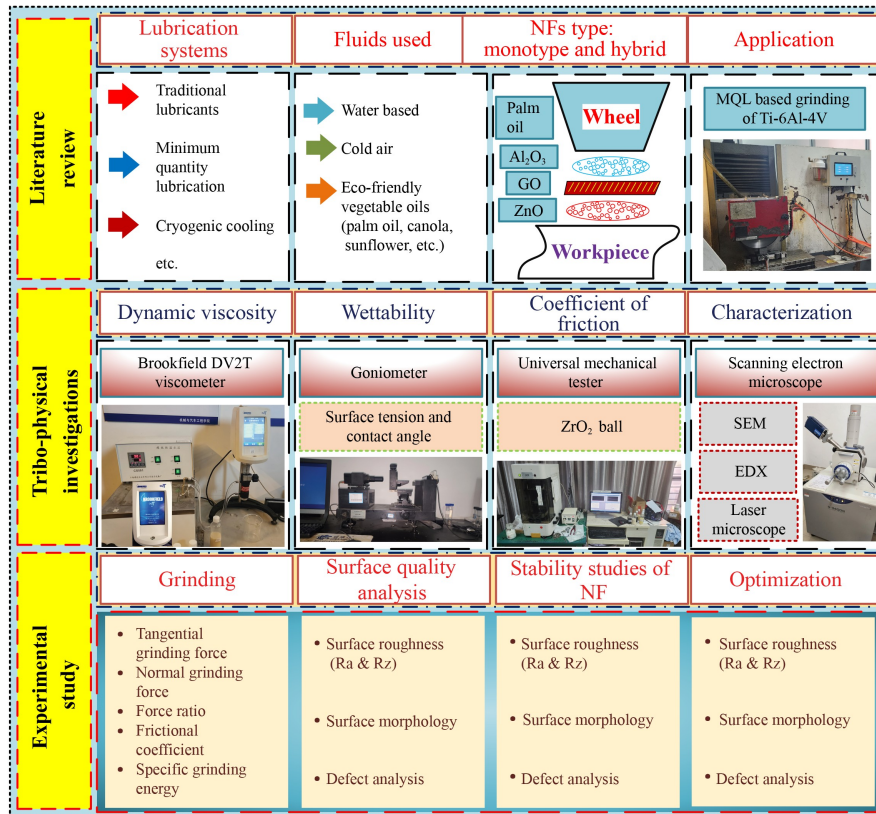 Literature
review
Lubrication
systems
Fluids used
NFs type:
monotype and hybrid
Application
Traditional
lubricants
Minimum
quantity
lubrication
Cryogenic cooling
etc.
Water based
Cold air
Eco-friendly
vegetable oils
(palm oil, canola,
sunflower, etc.)
Palm
oil
Al₂O₃
GO
ZnO
Wheel
Workpiece
MQL based grinding
of Ti-6Al-4V
Tribo-physical
investigations
Dynamic viscosity
Wettability
Coefficient of
friction
Characterization
Brookfield DV2T
viscometer
BROOKFIELD
Goniometer
Surface tension and
contact angle
Universal mechanical
tester
ZrO₂ ball
Scanning electron
microscope
SEM
EDX
Laser
microscope
Experimental
study
Grinding
Surface quality
analysis
Stability studies of
NF
Optimization
• Tangential
grinding force
• Normal grinding
force
• Force ratio
• Frictional
coefficient
• Specific grinding
energy
• Surface roughness
(Ra & Rz)
• Surface morphology
• Defect analysis
• Surface roughness
(Ra & Rz)
• Surface morphology
• Defect analysis
• Surface roughness
(Ra & Rz)
• Surface morphology
• Defect analysis